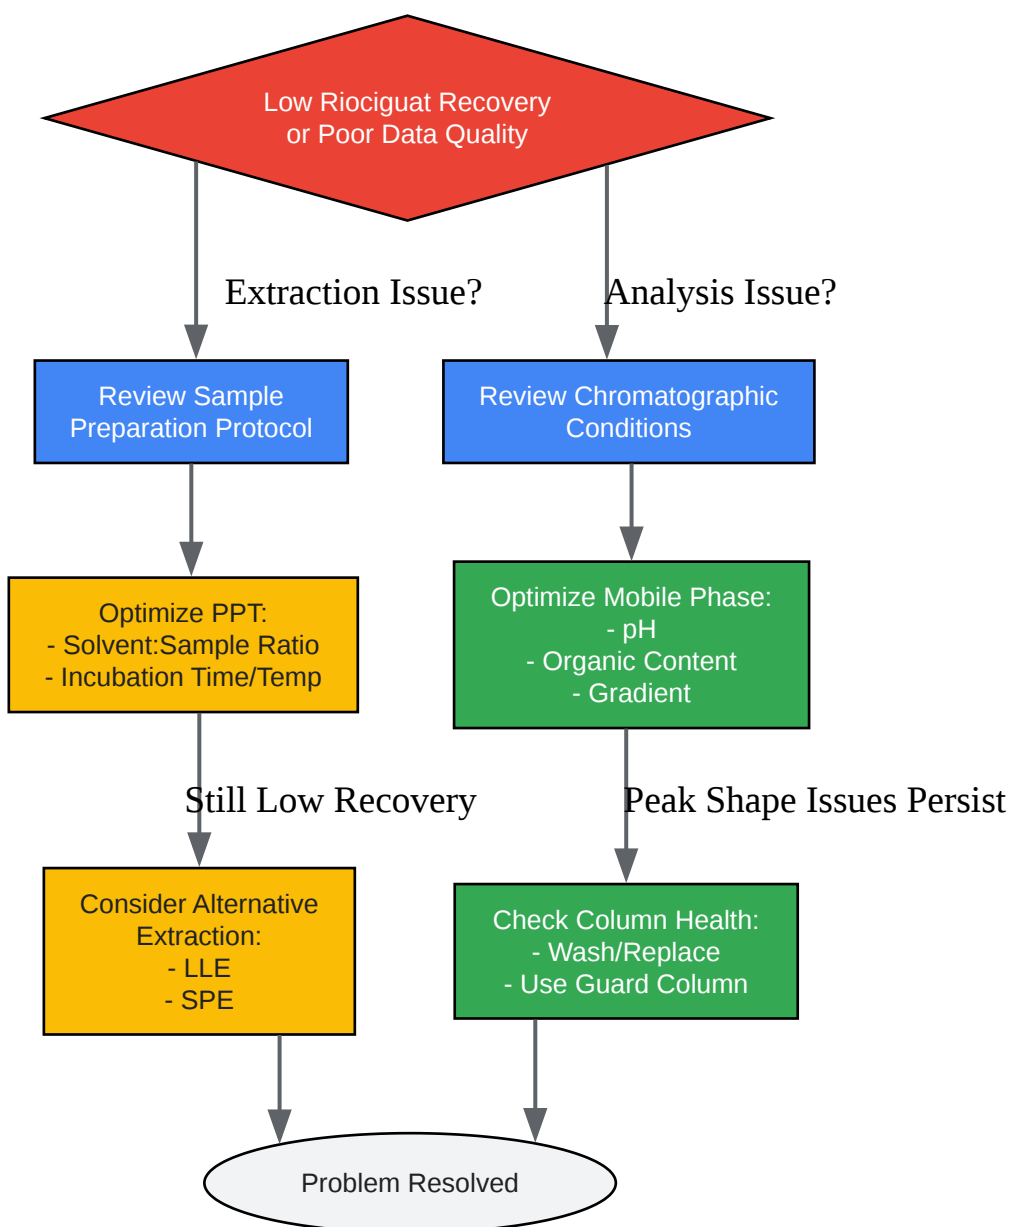 Low Riociguat Recovery
or Poor Data Quality
Extraction Issue?
Analysis Issue?
Review Sample
Preparation Protocol
Review Chromatographic
Conditions
Optimize PPT:
- Solvent:Sample Ratio
- Incubation Time/Temp
Optimize Mobile Phase:
- pH
- Organic Content
- Gradient
Still Low Recovery
Peak Shape Issues Persist
Consider Alternative
Extraction:
- LLE
- SPE
Check Column Health:
- Wash/Replace
- Use Guard Column
Problem Resolved